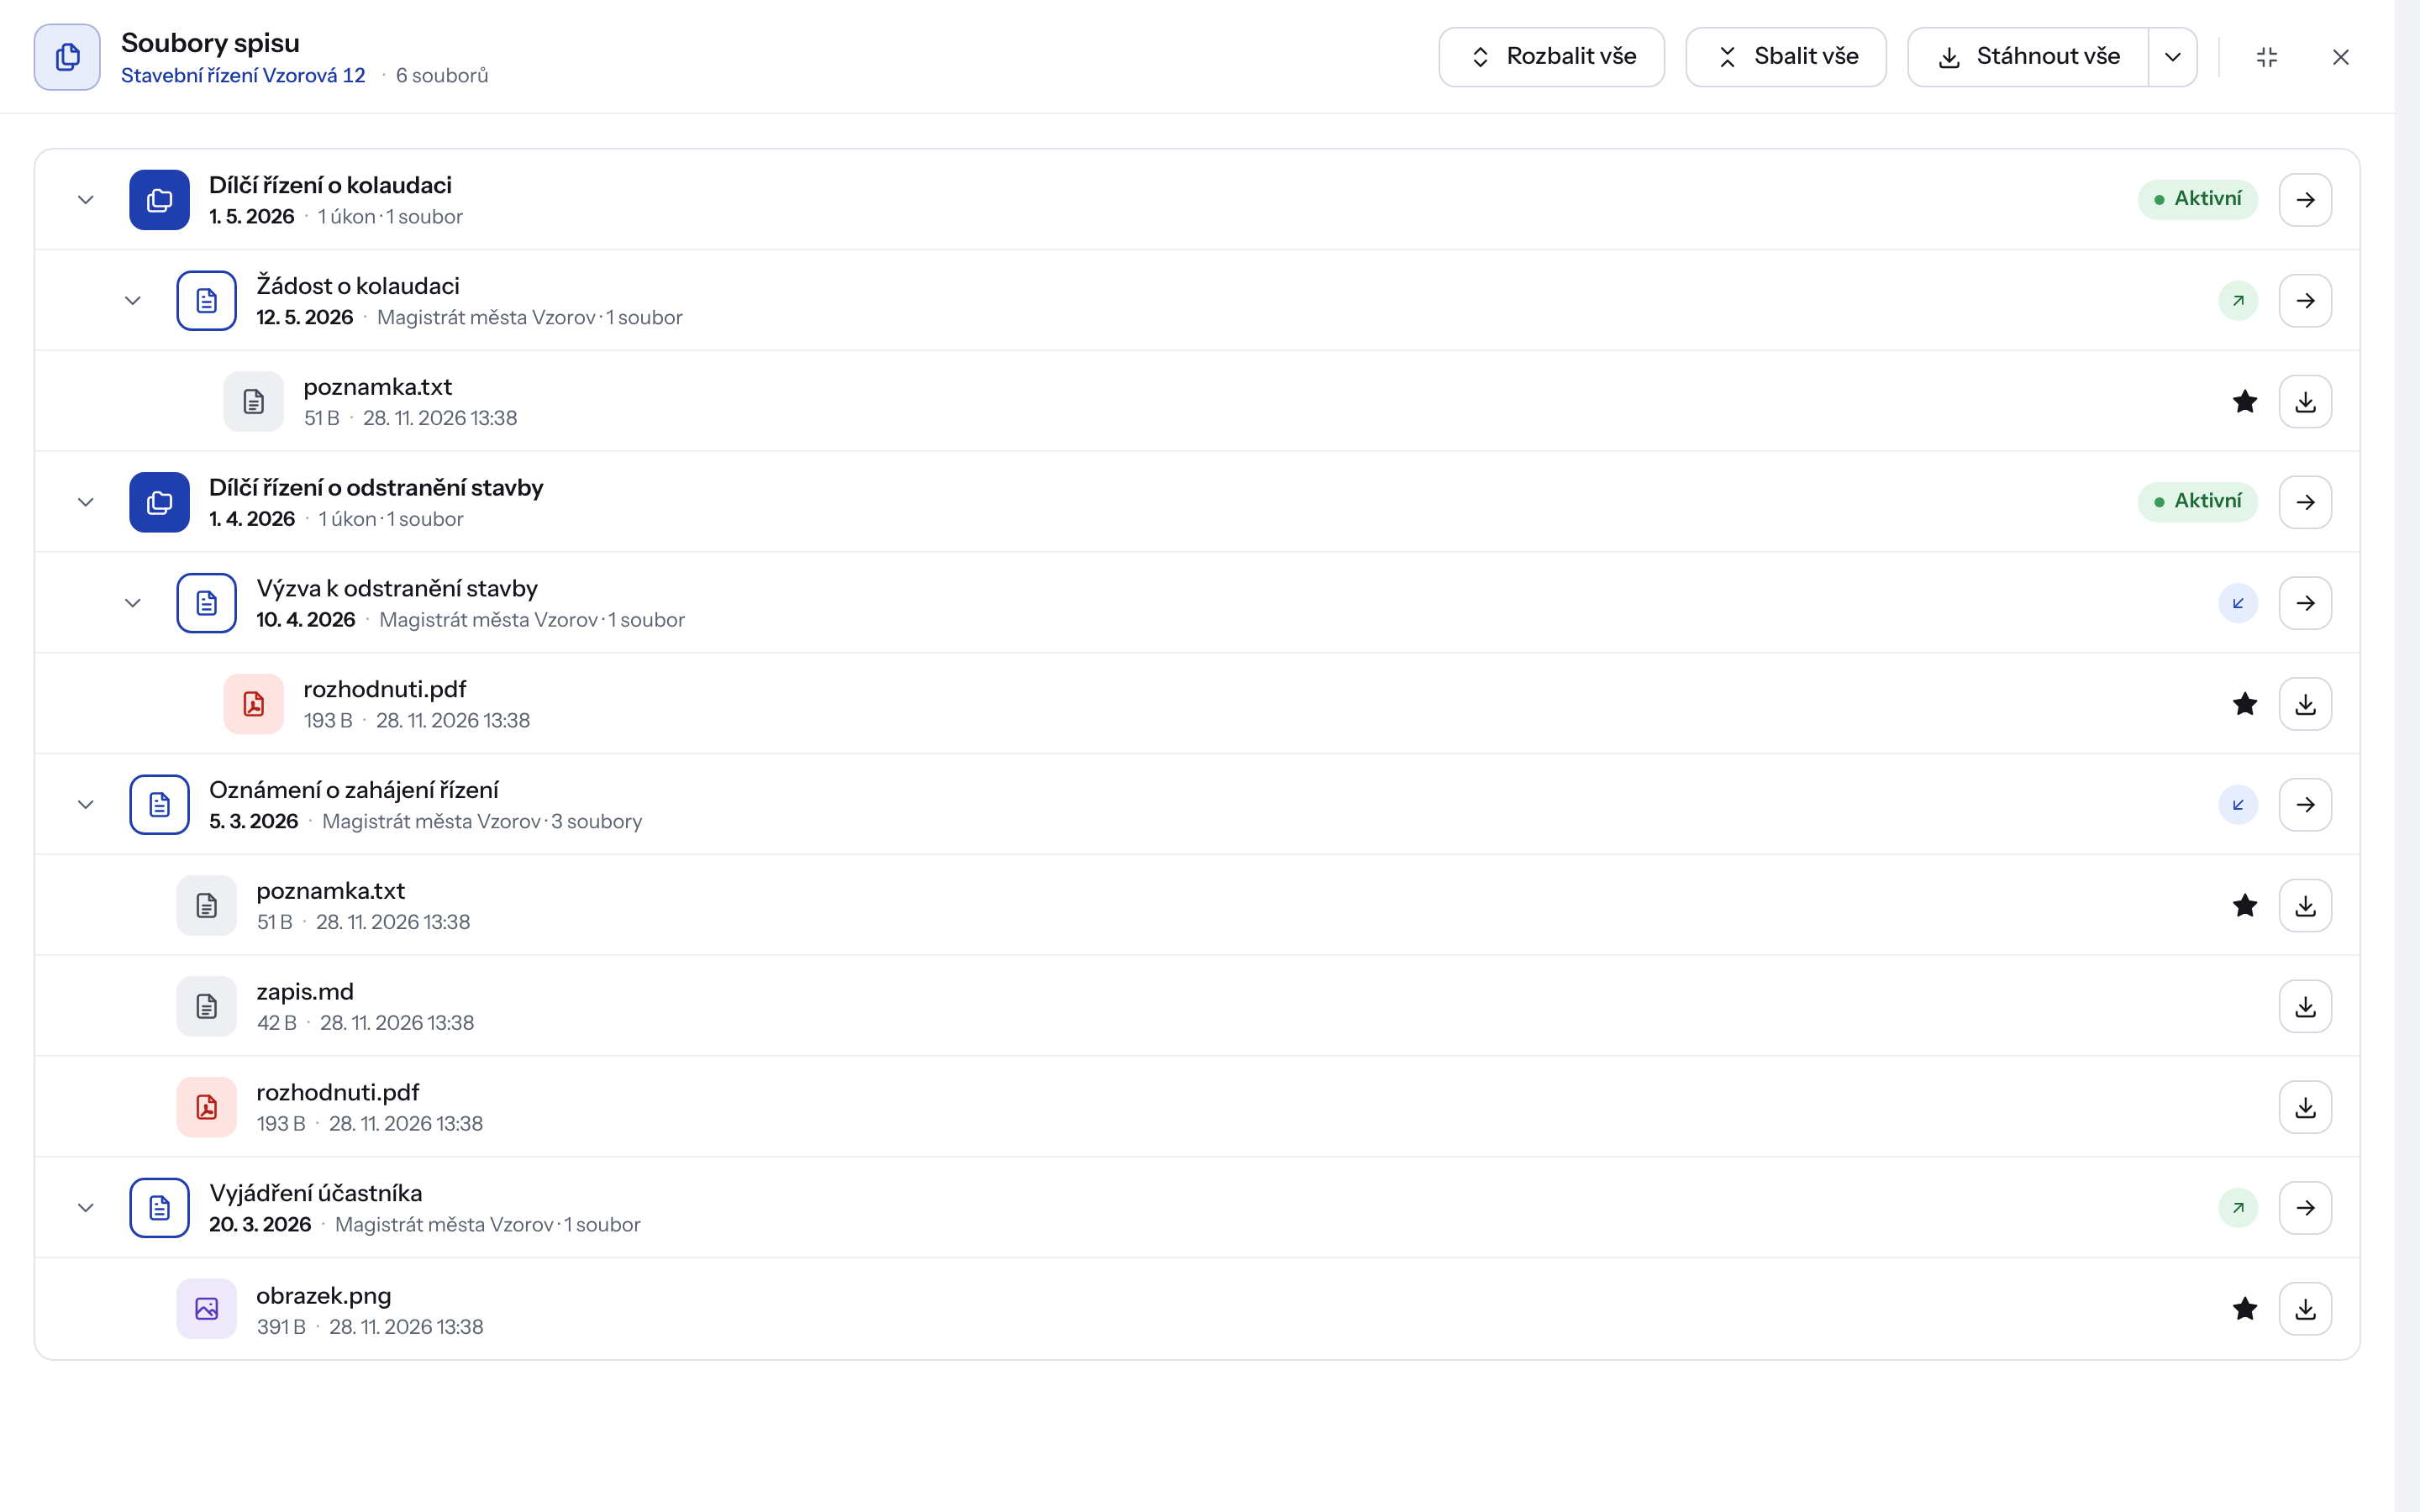 Soubory spisu
Stavební řízení Vzorová 12 · 6 souborů
Rozbalit vše
Sbalit vše
Stáhnout vše
Dílčí řízení o kolaudaci
1. 5. 2026 · 1 úkon · 1 soubor
Aktivní
Žádost o kolaudaci
12. 5. 2026 · Magistrát města Vzorov · 1 soubor
poznamka.txt
51 B · 28. 11. 2026 13:38
Dílčí řízení o odstranění stavby
1. 4. 2026 · 1 úkon · 1 soubor
Aktivní
Výzva k odstranění stavby
10. 4. 2026 · Magistrát města Vzorov · 1 soubor
rozhodnuti.pdf
193 B · 28. 11. 2026 13:38
Oznámení o zahájení řízení
5. 3. 2026 · Magistrát města Vzorov · 3 soubory
poznamka.txt
51 B · 28. 11. 2026 13:38
zapis.md
42 B · 28. 11. 2026 13:38
rozhodnuti.pdf
193 B · 28. 11. 2026 13:38
Vyjádření účastníka
20. 3. 2026 · Magistrát města Vzorov · 1 soubor
obrazek.png
391 B · 28. 11. 2026 13:38